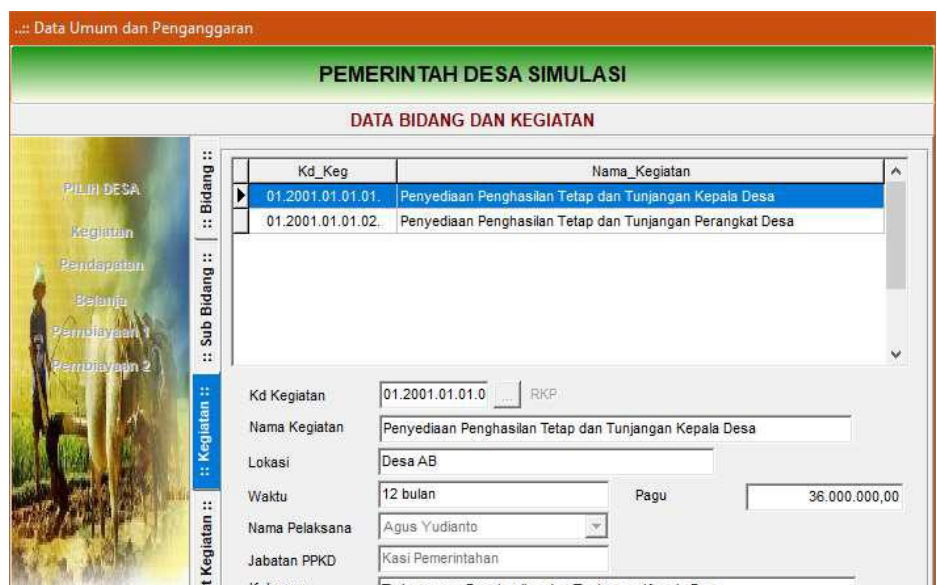 ..:: Data Umum dan Penganggaran
PEMERINTAH DESA SIMULASI
DATA BIDANG DAN KEGIATAN
PILIH DESA
Kegiatan
Pendapatan
Belanja
Pembiayaan 1
Pembiayaan 2
:: Bidang ::
:: Sub Bidang ::
:: Kegiatan ::
t Kegiatan ::
Kd_Keg Nama_Kegiatan
01.2001.01.01.01. Penyediaan Penghasilan Tetap dan Tunjangan Kepala Desa
01.2001.01.01.02. Penyediaan Penghasilan Tetap dan Tunjangan Perangkat Desa
Kd Kegiatan 01.2001.01.01.0 ... RKP
Nama Kegiatan Penyediaan Penghasilan Tetap dan Tunjangan Kepala Desa
Lokasi Desa AB
Waktu 12 bulan Pagu 36.000.000,00
Nama Pelaksana Agus Yudianto
Jabatan PPKD Kasi Pemerintahan